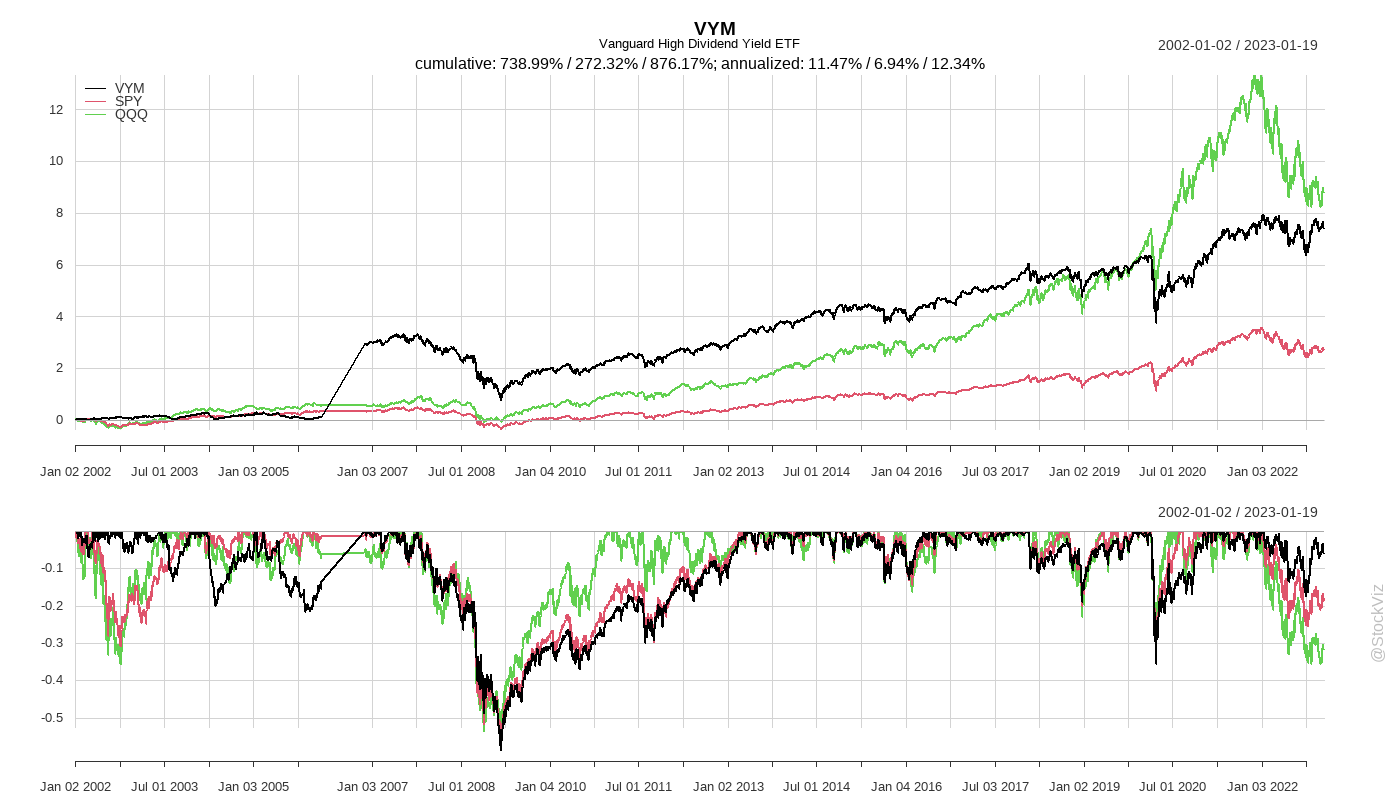 VYM
Vanguard High Dividend Yield ETF
2002-01-02 / 2023-01-19
cumulative: 738.99% / 272.32% / 876.17%; annualized: 11.47% / 6.94% / 12.34%
VYM
SPY
QQQ
12
10
8
6
4
2
0
Jan 02 2002 Jul 01 2003 Jan 03 2005 Jan 03 2007 Jul 01 2008 Jan 04 2010 Jul 01 2011 Jan 02 2013 Jul 01 2014 Jan 04 2016 Jul 03 2017 Jan 02 2019 Jul 01 2020 Jan 03 2022
2002-01-02 / 2023-01-19
-0.1
-0.2
-0.3
-0.4
-0.5
Jan 02 2002 Jul 01 2003 Jan 03 2005 Jan 03 2007 Jul 01 2008 Jan 04 2010 Jul 01 2011 Jan 02 2013 Jul 01 2014 Jan 04 2016 Jul 03 2017 Jan 02 2019 Jul 01 2020 Jan 03 2022
@StockViz